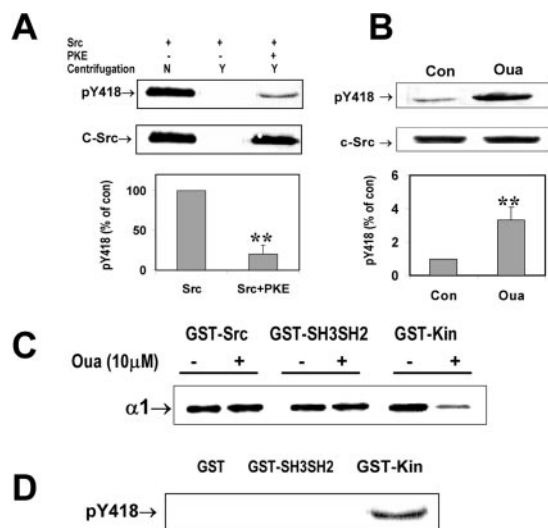 A
Src + + +
PKE - - +
Centrifugation N Y Y
pY418→
C-Src→
pY418 (% of con)
100
50
0
**
Src Src+PKE
B
Con Oua
pY418→
c-Src→
pY418 (% of con)
6
4
2
0
**
Con Oua
C
GST-Src GST-SH3SH2 GST-Kin
Oua (10µM) - + - + - +
α1→
D
GST GST-SH3SH2 GST-Kin
pY418→